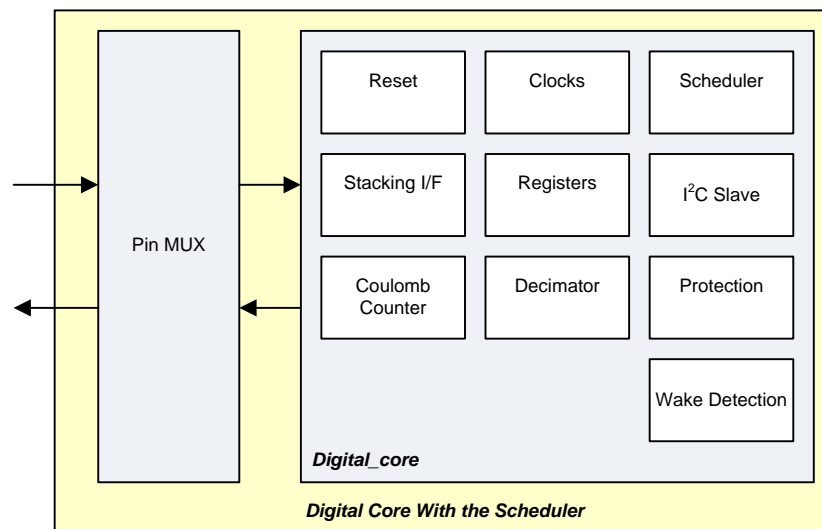 Reset
Clocks
Scheduler
Stacking I/F
Registers
I²C Slave
Pin MUX
Coulomb
Counter
Decimator
Protection
Wake Detection
Digital_core
Digital Core With the Scheduler